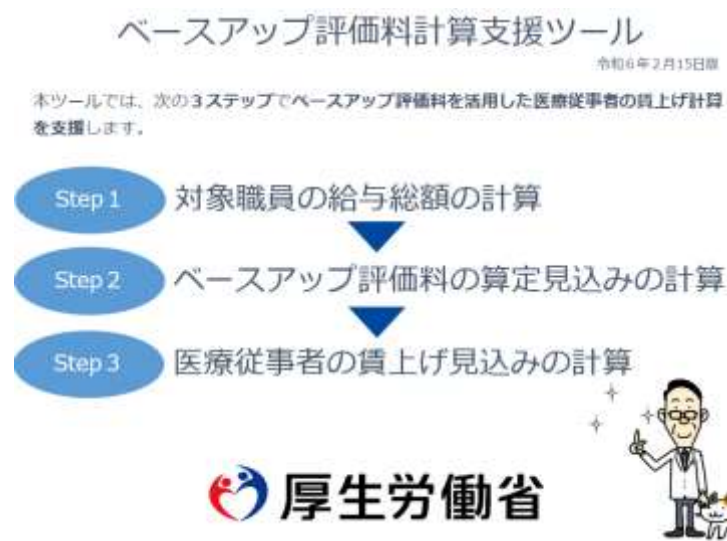 ベースアップ評価料計算支援ツール
令和6年2月15日版
本ツールでは、次の3ステップでベースアップ評価料を活用した医療従事者の賃上げ計算
を支援します。
Step 1
対象職員の給与総額の計算
Step 2
ベースアップ評価料の算定見込みの計算
Step 3
医療従事者の賃上げ見込みの計算
厚生労働省